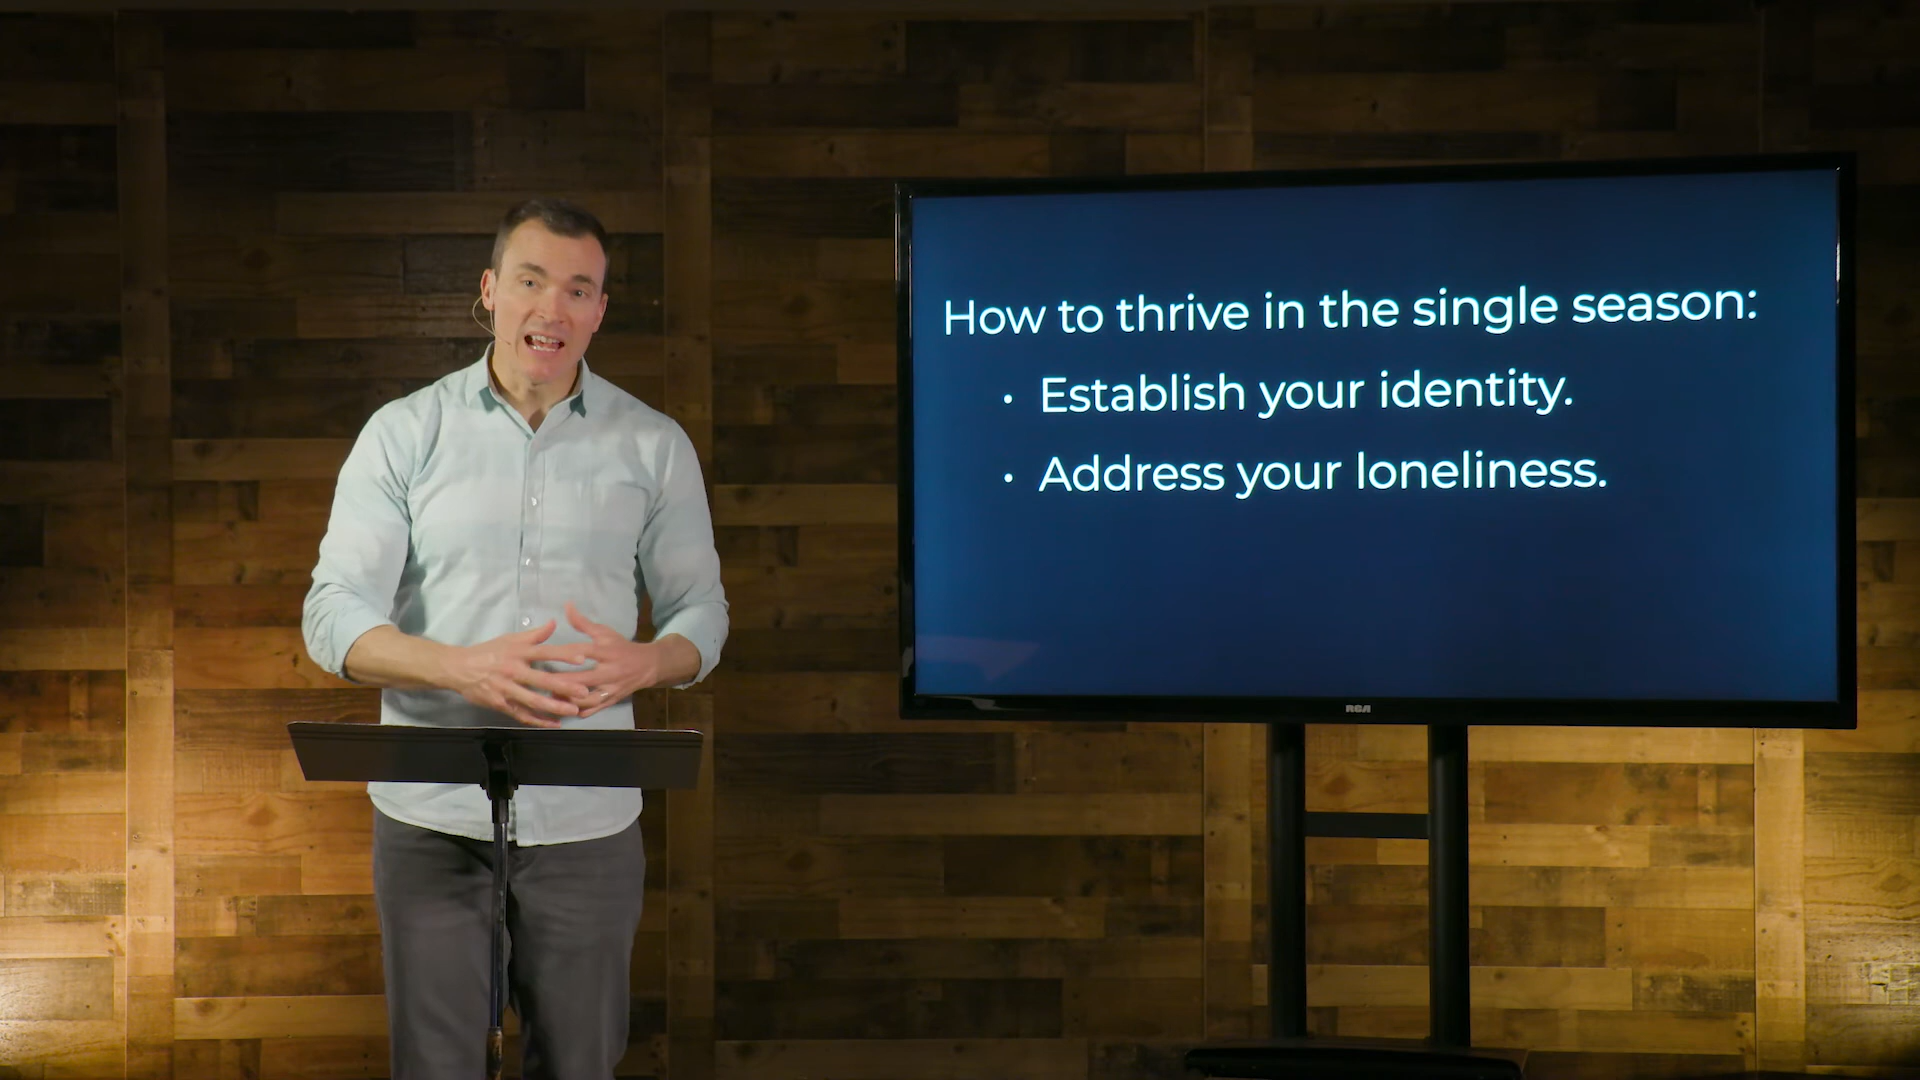 How to thrive in the single season:
• Establish your identity.
• Address your loneliness.
RCA